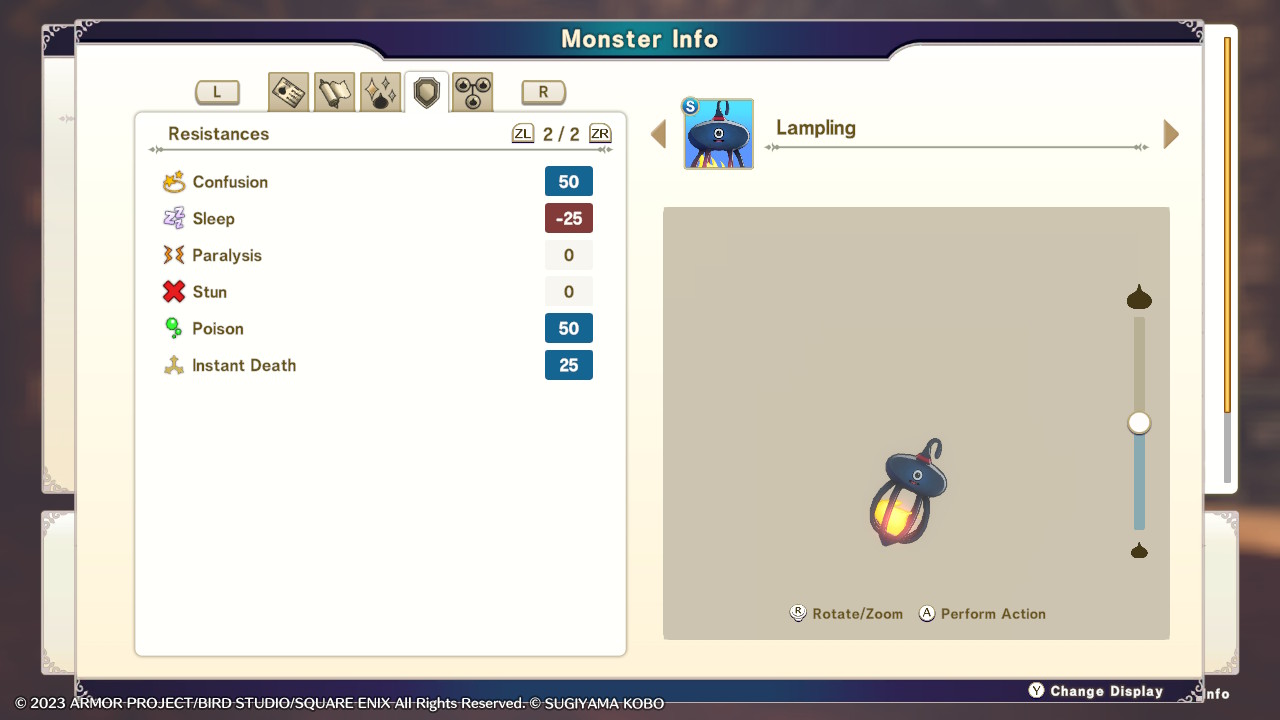 Monster Info
L
R
Resistances
ZL 2 / 2 ZR
Confusion 50
Sleep -25
Paralysis 0
Stun 0
Poison 50
Instant Death 25
S
Lampling
R Rotate/Zoom A Perform Action
Y Change Display
nfo
© 2023 ARMOR PROJECT/BIRD STUDIO/SQUARE ENIX All Rights Reserved. © SUGIYAMA KOBO